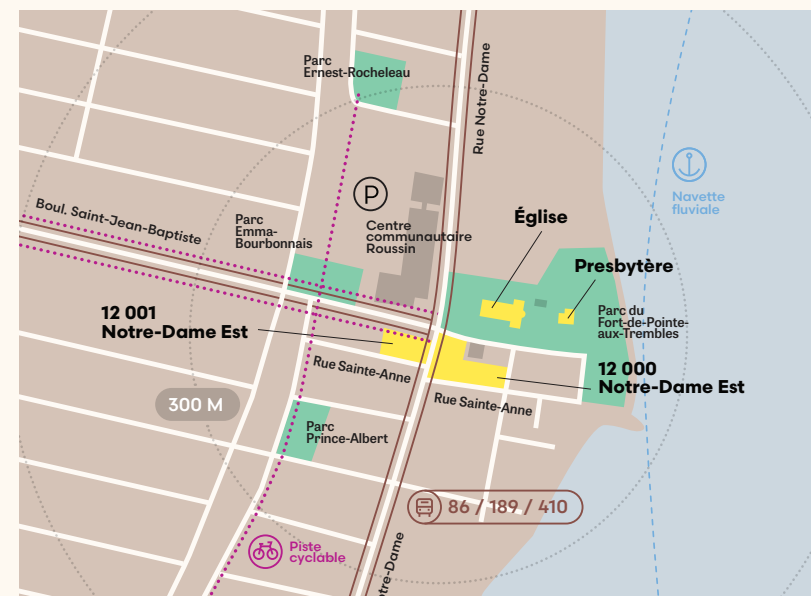 Parc
Ernest-Rocheleau
Rue Notre-Dame
P
Navette
fluviale
Boul. Saint-Jean-Baptiste
Parc
Emma-
Bourbonnais
Centre
communautaire
Roussin
Église
Presbytère
Parc du
Fort-de-Pointe-
aux-Trembles
12 001
Notre-Dame Est
12 000
Notre-Dame Est
Rue Sainte-Anne
Rue Sainte-Anne
300 M
Parc
Prince-Albert
86 / 189 / 410
Piste
cyclable
tre-Dame